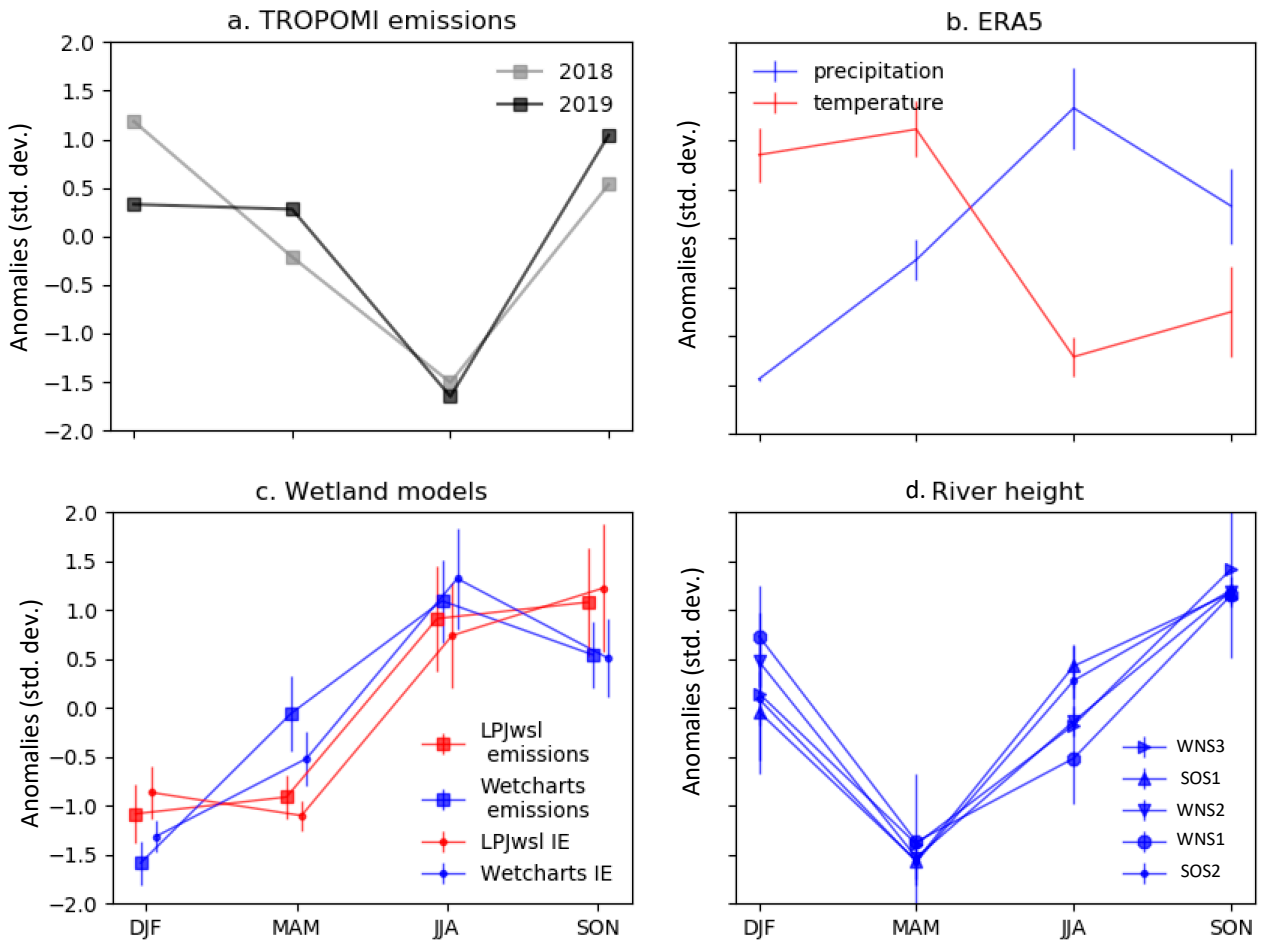 a. TROPOMI emissions
2.0
1.5
1.0
0.5
0.0
−0.5
−1.0
−1.5
−2.0
Anomalies (std. dev.)
2018
2019
b. ERA5
Anomalies (std. dev.)
precipitation
temperature
c. Wetland models
2.0
1.5
1.0
0.5
0.0
−0.5
−1.0
−1.5
−2.0
Anomalies (std. dev.)
LPJwsl
emissions
Wetcharts
emissions
LPJwsl IE
Wetcharts IE
DJF MAM JJA SON
d. River height
Anomalies (std. dev.)
WNS3
SOS1
WNS2
WNS1
SOS2
DJF MAM JJA SON